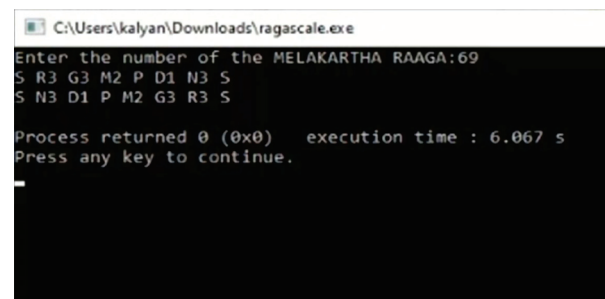 C:\Users\kalyan\Downloads\ragascale.exe
Enter the number of the MELAKARTHA RAAGA:69
S R3 G3 M2 P D1 N3 S
S N3 D1 P M2 G3 R3 S
Process returned 0 (0x0)   execution time : 6.067 s
Press any key to continue.